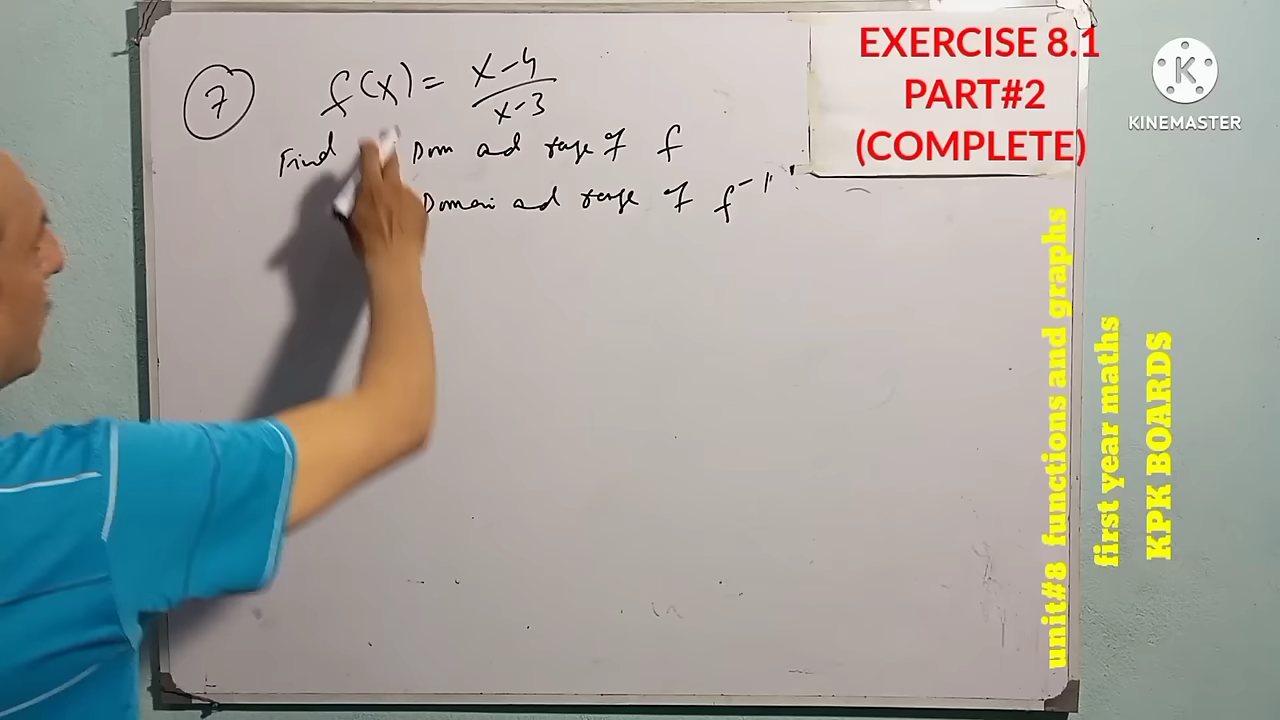 7 f(x) = x-4 / x-3
Find Dom and range of f
Domain and range of f⁻¹
EXERCISE 8.1
PART#2
(COMPLETE)
KINEMASTER
unit#8 functions and graphs
first year maths
KPK BOARDS